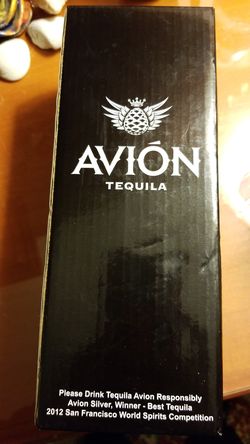 AVIÓN
TEQUILA
Please Drink Tequila Avion Responsibly
Avion Silver, Winner - Best Tequila
2012 San Francisco World Spirits Competition